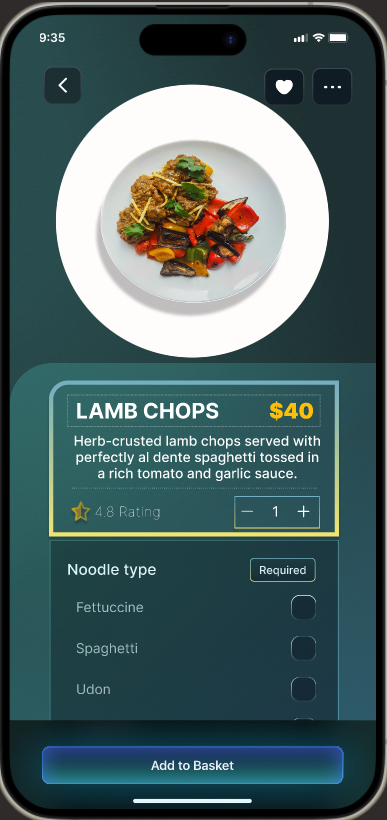 9:35
LAMB CHOPS $40
Herb-crusted lamb chops served with
perfectly al dente spaghetti tossed in
a rich tomato and garlic sauce.
4.8 Rating
1
Noodle type
Required
Fettuccine
Spaghetti
Udon
Add to Basket